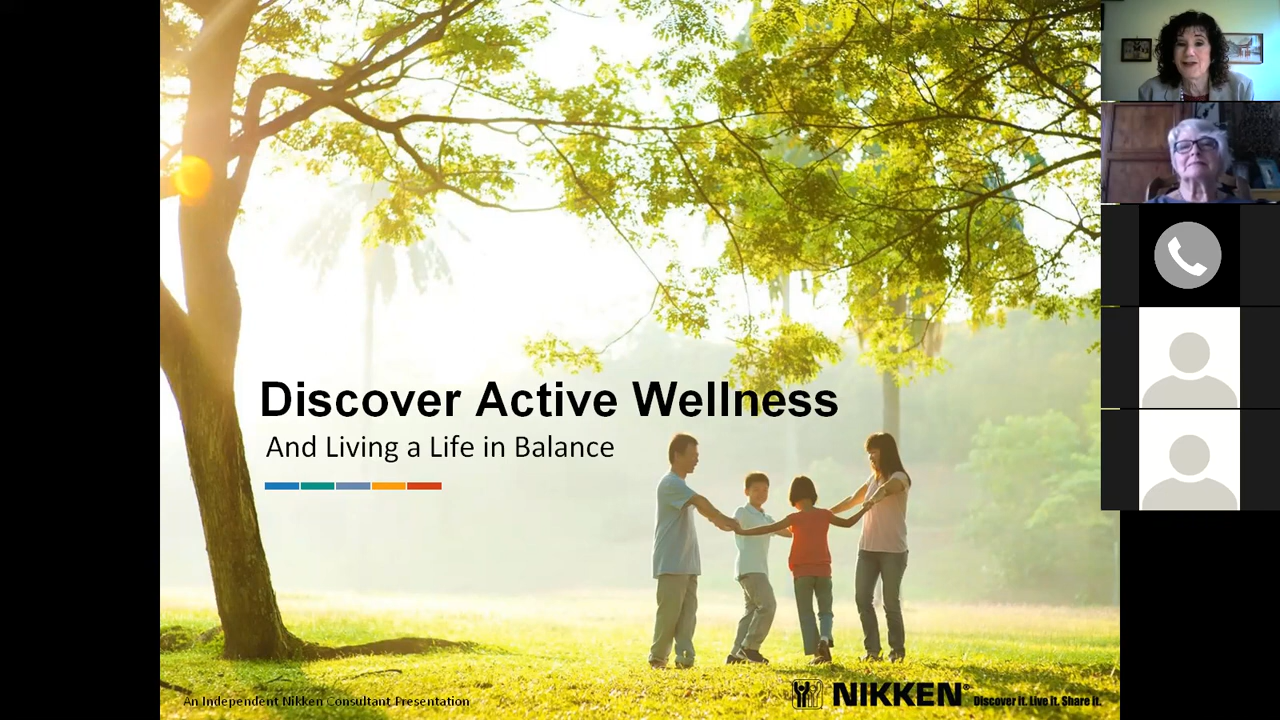 Discover Active Wellness
And Living a Life in Balance
An Independent Nikken Consultant Presentation
NIKKEN® Discover it. Live it. Share it.